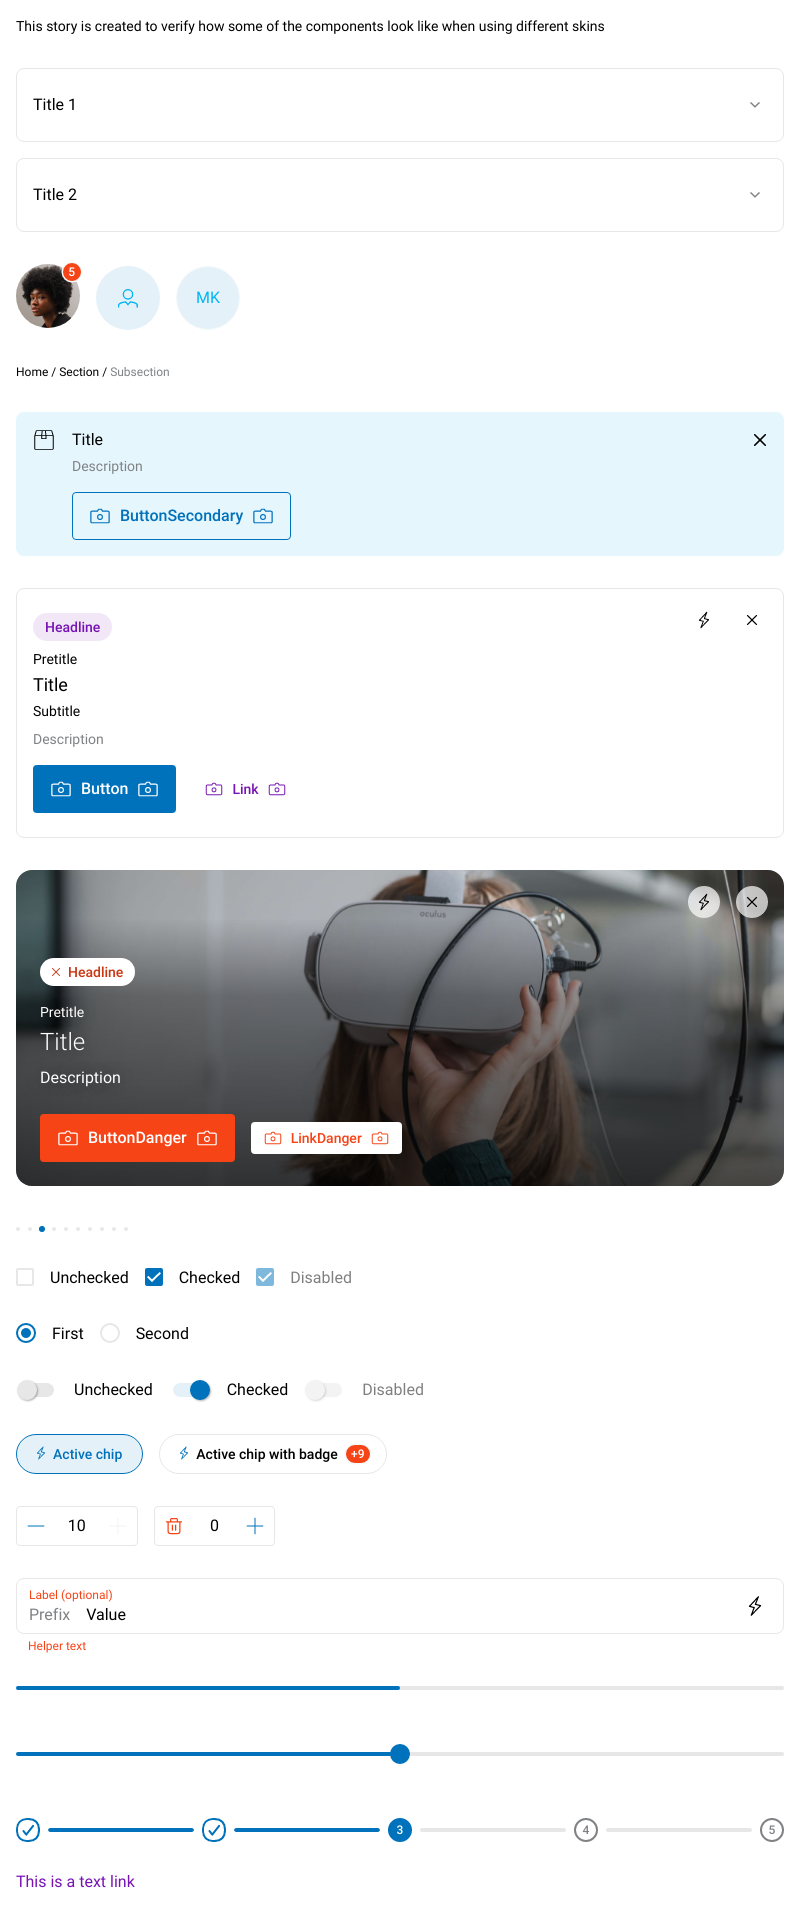 This story is created to verify how some of the components look like when using different skins
Title 1
Title 2
5
MK
Home / Section / Subsection
Title
Description
ButtonSecondary
Headline
Pretitle
Title
Subtitle
Description
Button
Link
oculus
Headline
Pretitle
Title
Description
ButtonDanger
LinkDanger
Unchecked Checked Disabled
First Second
Unchecked Checked Disabled
Active chip Active chip with badge +9
10 0
Label (optional)
Prefix Value
Helper text
3 4 5
This is a text link